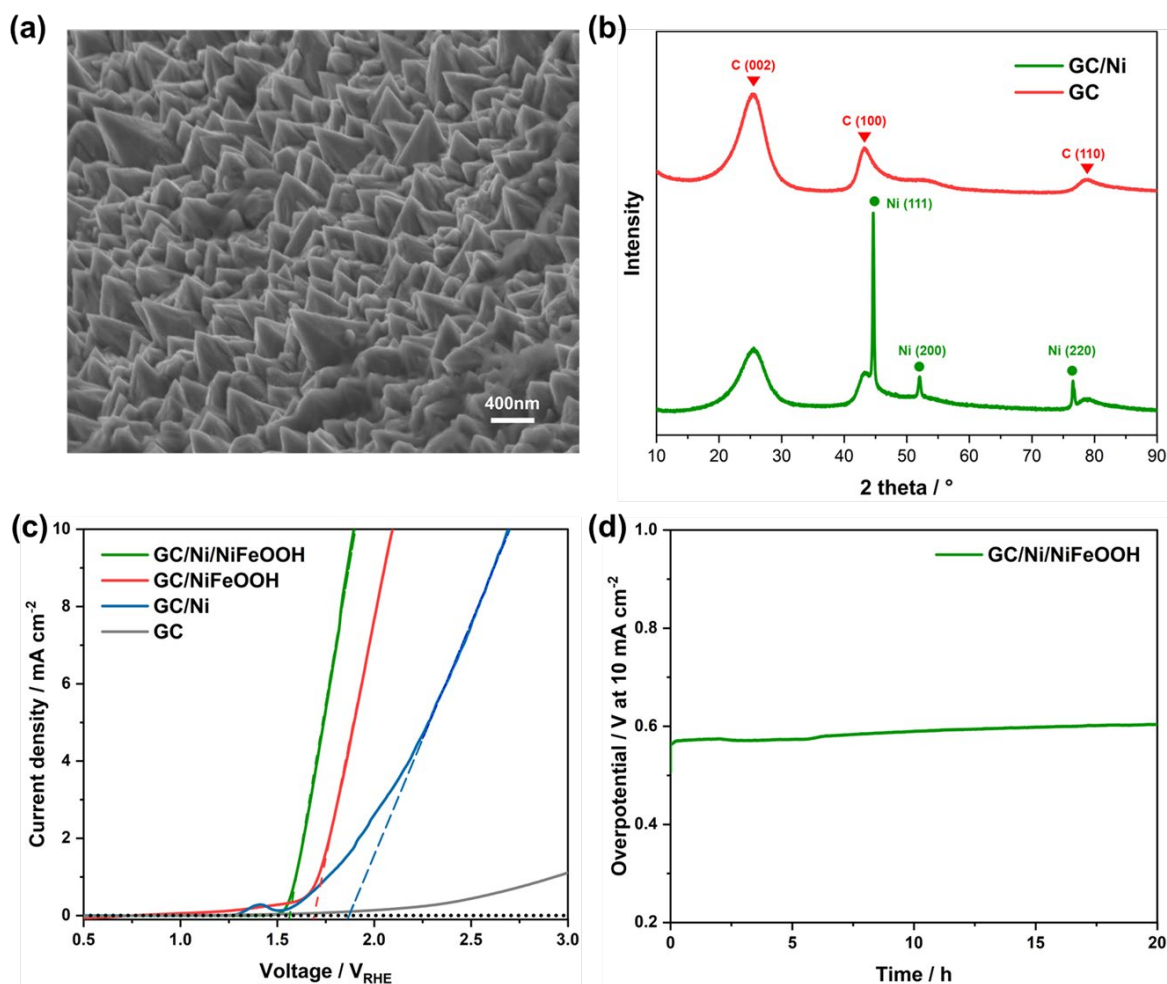 (a)
400nm
(b)
C (002)
GC/Ni
GC
C (100)
C (110)
Ni (111)
Ni (200)
Ni (220)
Intensity
10 20 30 40 50 60 70 80 90
2 theta / °
(c)
10
8
6
4
2
0
GC/Ni/NiFeOOH
GC/NiFeOOH
GC/Ni
GC
Current density / mA cm-2
0.5 1.0 1.5 2.0 2.5 3.0
Voltage / VRHE
(d)
1.0
0.8
0.6
0.4
0.2
GC/Ni/NiFeOOH
Overpotential / V at 10 mA cm-2
0 5 10 15 20
Time / h